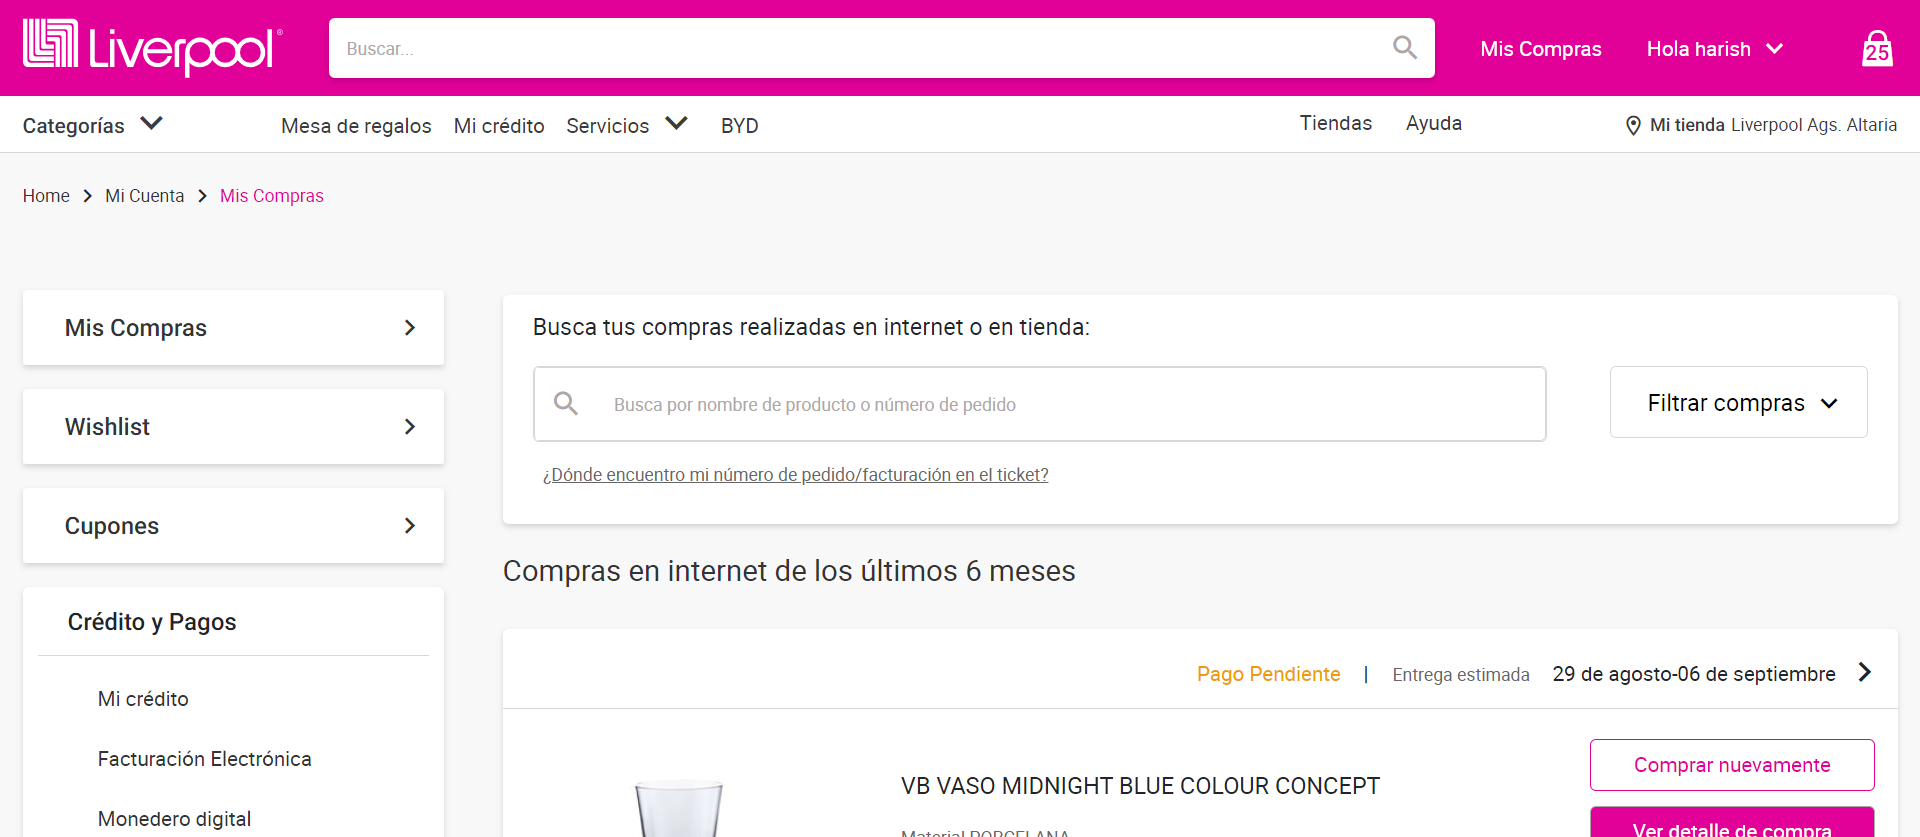 Liverpool®
Buscar...
Mis Compras
Hola harish
25
Categorías
Mesa de regalos
Mi crédito
Servicios
BYD
Tiendas
Ayuda
Mi tienda Liverpool Ags. Altaria
Home > Mi Cuenta > Mis Compras
Mis Compras
Wishlist
Cupones
Crédito y Pagos
Mi crédito
Facturación Electrónica
Monedero digital
Busca tus compras realizadas en internet o en tienda:
Busca por nombre de producto o número de pedido
Filtrar compras
¿Dónde encuentro mi número de pedido/facturación en el ticket?
Compras en internet de los últimos 6 meses
Pago Pendiente | Entrega estimada 29 de agosto-06 de septiembre
VB VASO MIDNIGHT BLUE COLOUR CONCEPT
Material PORCELANA
Comprar nuevamente
Ver detalle de compra